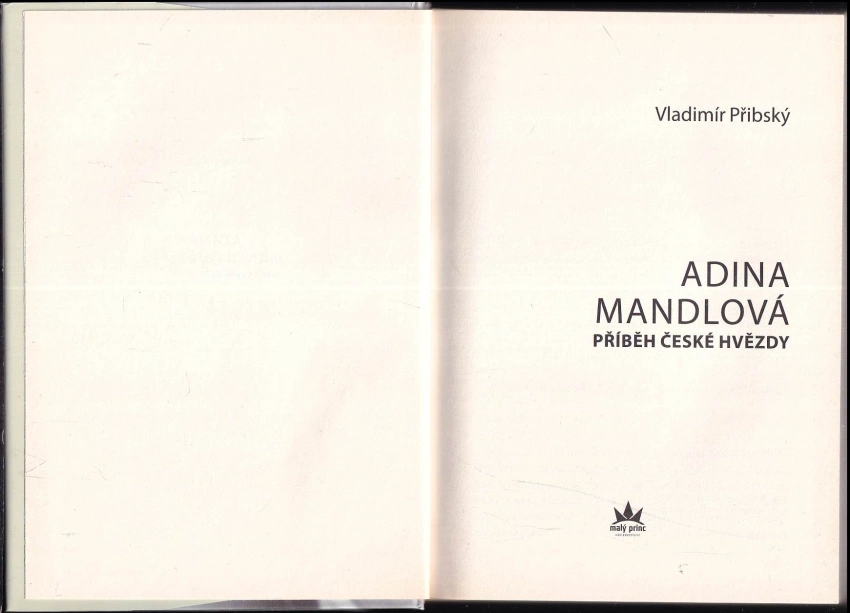 Vladimír Přibský
ADINA
MANDLOVÁ
PŘÍBĚH ČESKÉ HVĚZDY
malý princ